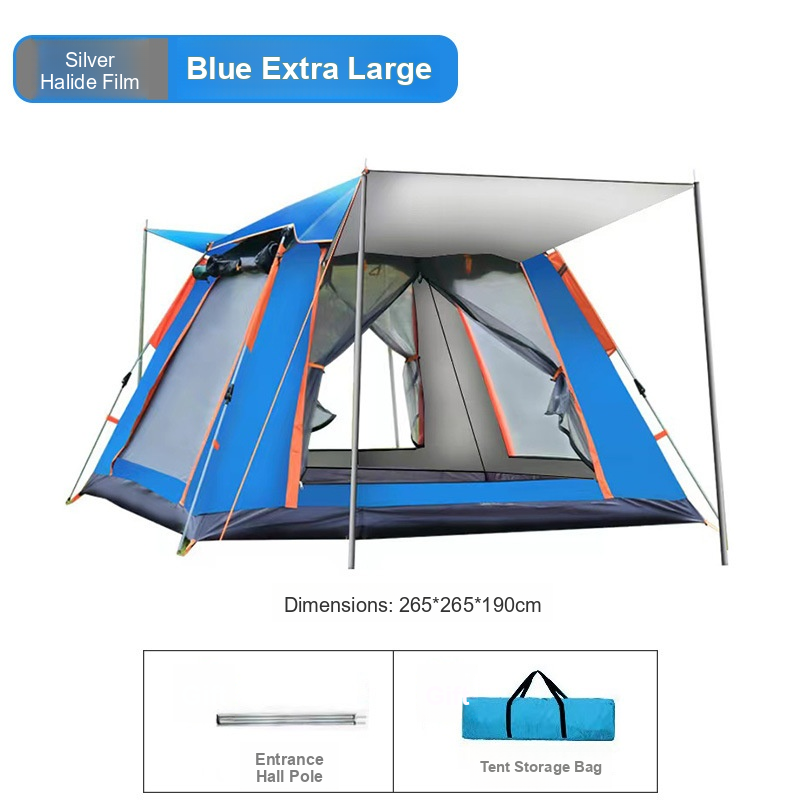 Silver
Halide Film
Blue Extra Large
Dimensions: 265*265*190cm
Entrance
Hall Pole
Tent Storage Bag